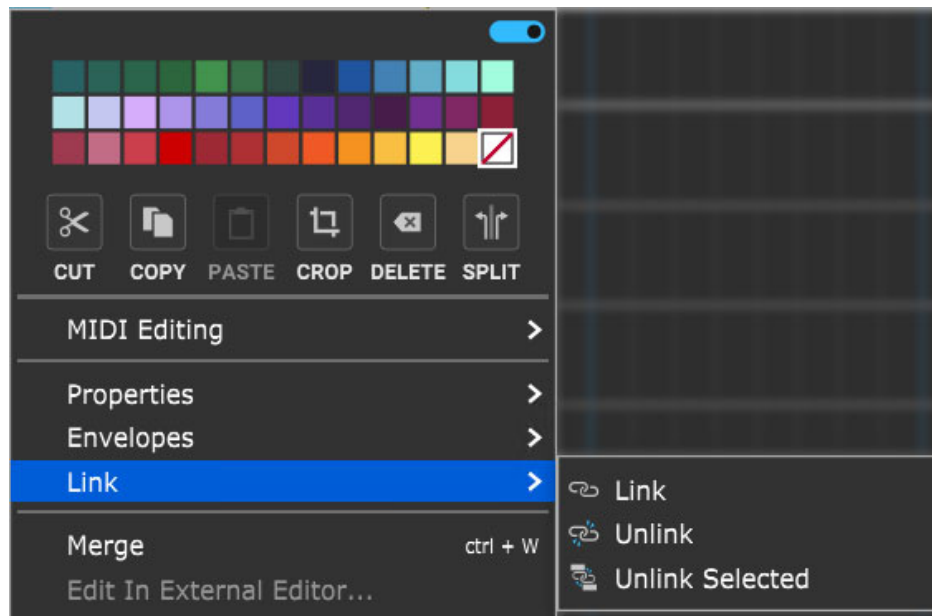 CUT COPY PASTE CROP DELETE SPLIT
MIDI Editing
Properties
Envelopes
Link
Link
Unlink
Merge ctrl + W
Unlink Selected
Edit In External Editor...